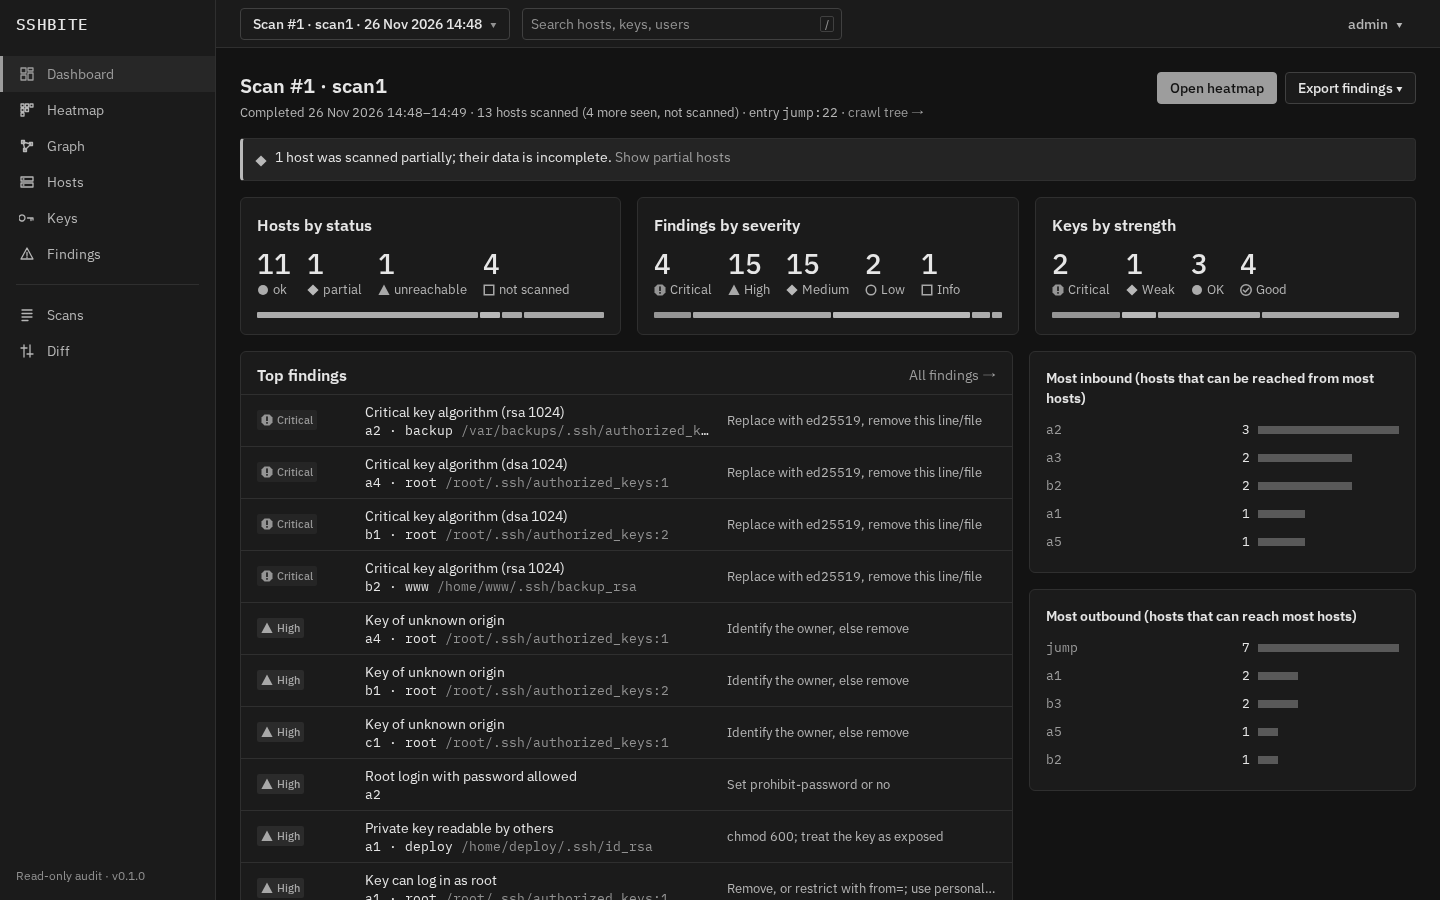 SSHBITE
Scan #1 · scan1 · 26 Nov 2026 14:48 ▾
Search hosts, keys, users
/
admin ▾
Dashboard
Heatmap
Graph
Hosts
Keys
Findings
Scans
Diff
Read-only audit · v0.1.0
Scan #1 · scan1
Completed 26 Nov 2026 14:48–14:49 · 13 hosts scanned (4 more seen, not scanned) · entry jump:22 · crawl tree →
Open heatmap
Export findings ▾
1 host was scanned partially; their data is incomplete. Show partial hosts
Hosts by status
11 1 1 4
ok partial unreachable not scanned
Findings by severity
4 15 15 2 1
Critical High Medium Low Info
Keys by strength
2 1 3 4
Critical Weak OK Good
Top findings
All findings →
Critical
Critical key algorithm (rsa 1024)
a2 · backup /var/backups/.ssh/authorized_k…
Replace with ed25519, remove this line/file
Critical
Critical key algorithm (dsa 1024)
a4 · root /root/.ssh/authorized_keys:1
Replace with ed25519, remove this line/file
Critical
Critical key algorithm (dsa 1024)
b1 · root /root/.ssh/authorized_keys:2
Replace with ed25519, remove this line/file
Critical
Critical key algorithm (rsa 1024)
b2 · www /home/www/.ssh/backup_rsa
Replace with ed25519, remove this line/file
High
Key of unknown origin
a4 · root /root/.ssh/authorized_keys:1
Identify the owner, else remove
High
Key of unknown origin
b1 · root /root/.ssh/authorized_keys:2
Identify the owner, else remove
High
Key of unknown origin
c1 · root /root/.ssh/authorized_keys:1
Identify the owner, else remove
High
Root login with password allowed
a2
Set prohibit-password or no
High
Private key readable by others
a1 · deploy /home/deploy/.ssh/id_rsa
chmod 600; treat the key as exposed
High
Key can log in as root
a1 · root /root/.ssh/authorized_keys:1
Remove, or restrict with from=; use personal…
Most inbound (hosts that can be reached from most
hosts)
a2 3
a3 2
b2 2
a1 1
a5 1
Most outbound (hosts that can reach most hosts)
jump 7
a1 2
b3 2
a5 1
b2 1